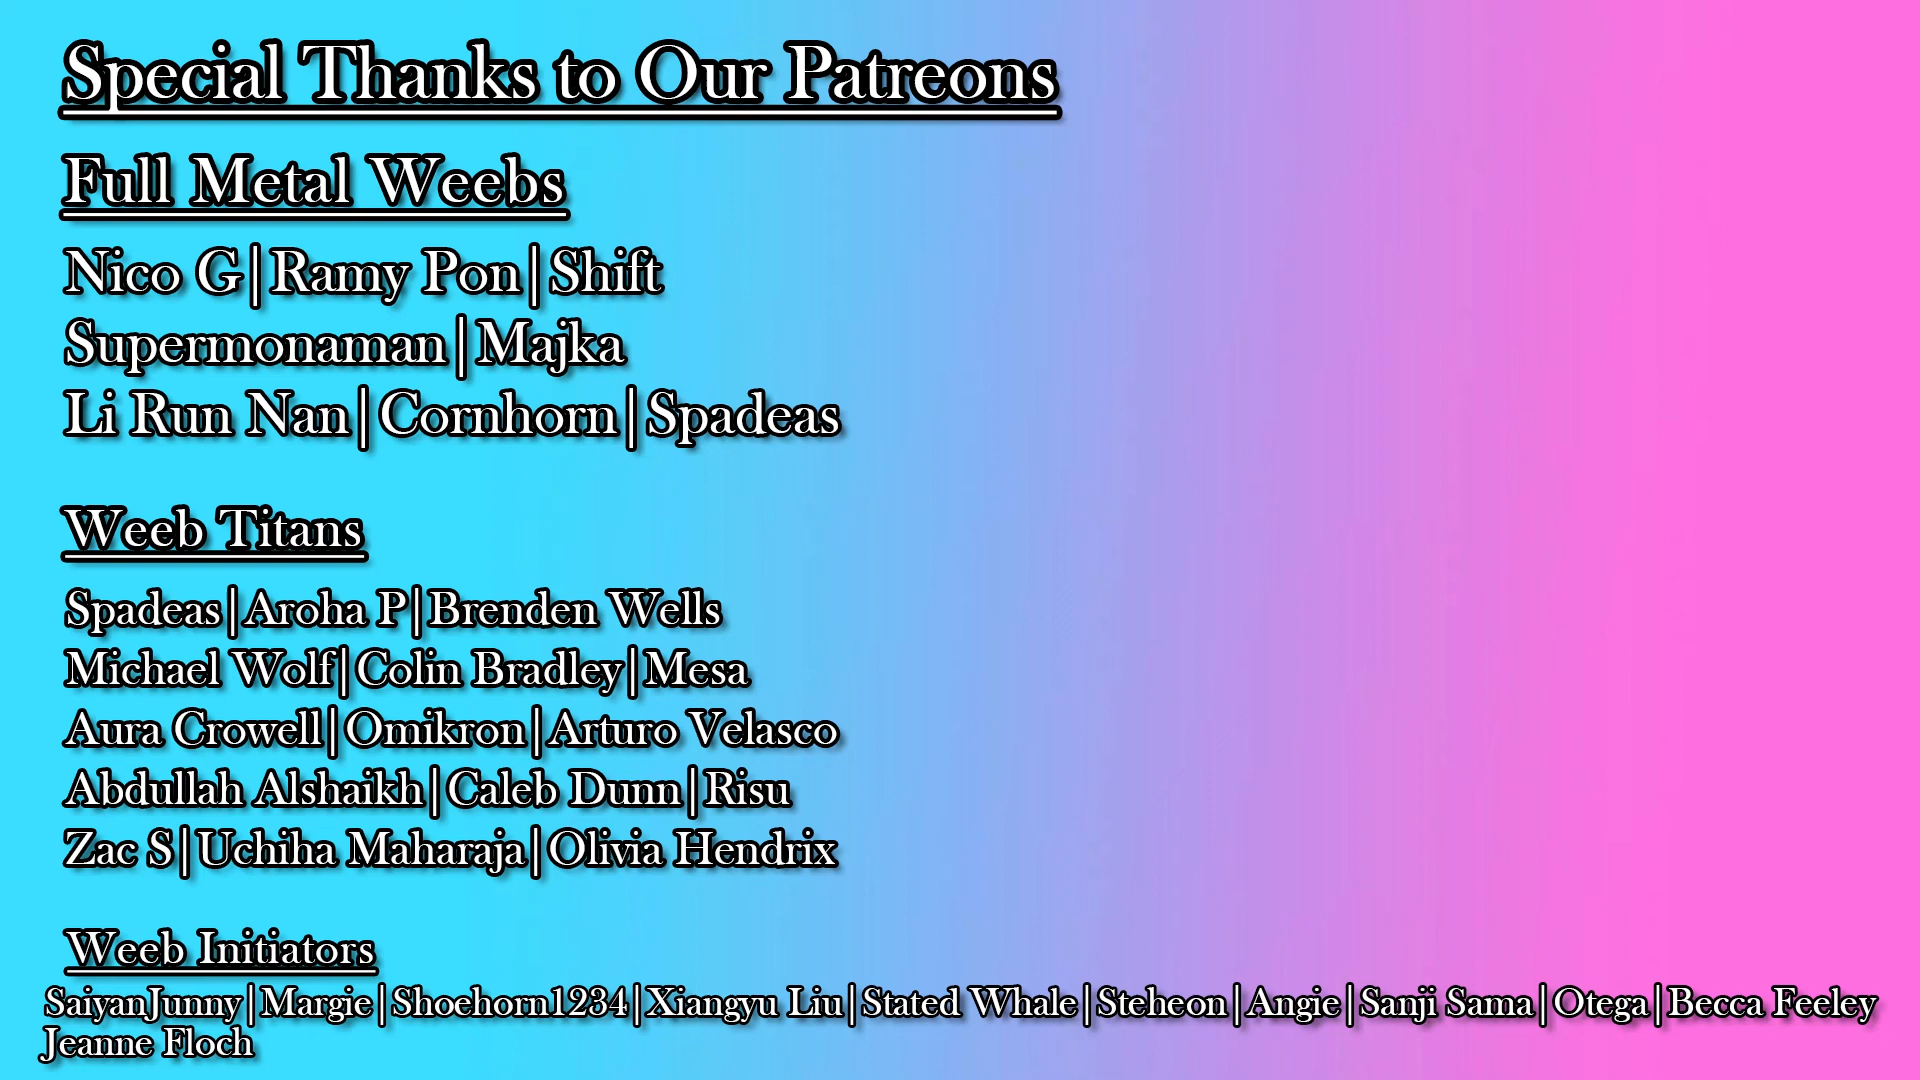 Special Thanks to Our Patreons
Full Metal Weebs
Nico G|Ramy Pon|Shift
Supermonaman|Majka
Li Run Nan|Cornhorn|Spadeas
Weeb Titans
Spadeas|Aroha P|Brenden Wells
Michael Wolf|Colin Bradley|Mesa
Aura Crowell|Omikron|Arturo Velasco
Abdullah Alshaikh|Caleb Dunn|Risu
Zac S|Uchiha Maharaja|Olivia Hendrix
Weeb Initiators
SaiyanJunny|Margie|Shoehorn1234|Xiangyu Liu|Stated Whale|Steheon|Angie|Sanji Sama|Otega|Becca Feeley
Jeanne Floch